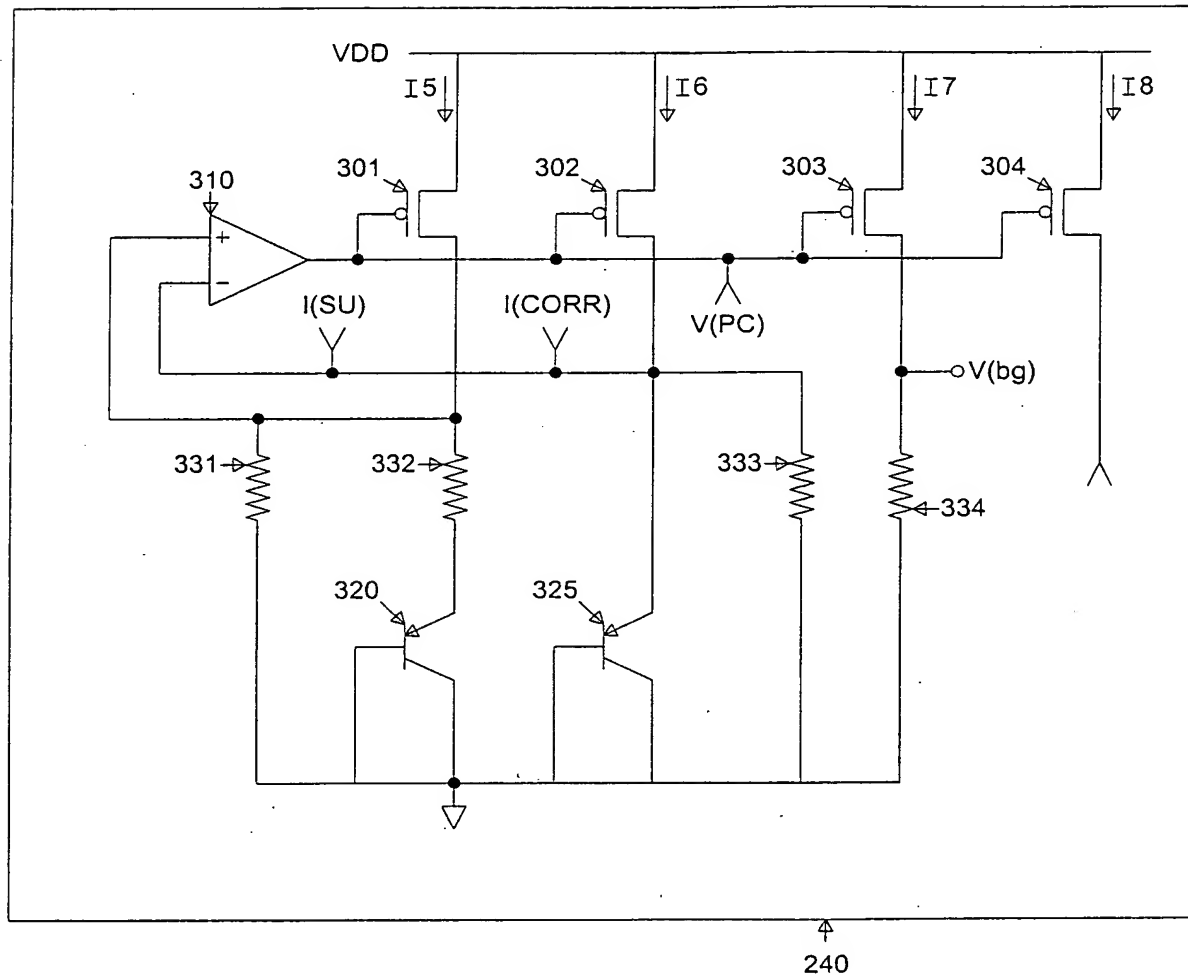 VDD
I5
I6
I7
I8
310
301
302
303
304
+
−
I(SU)
I(CORR)
V(PC)
V(bg)
331
332
333
334
320
325
240